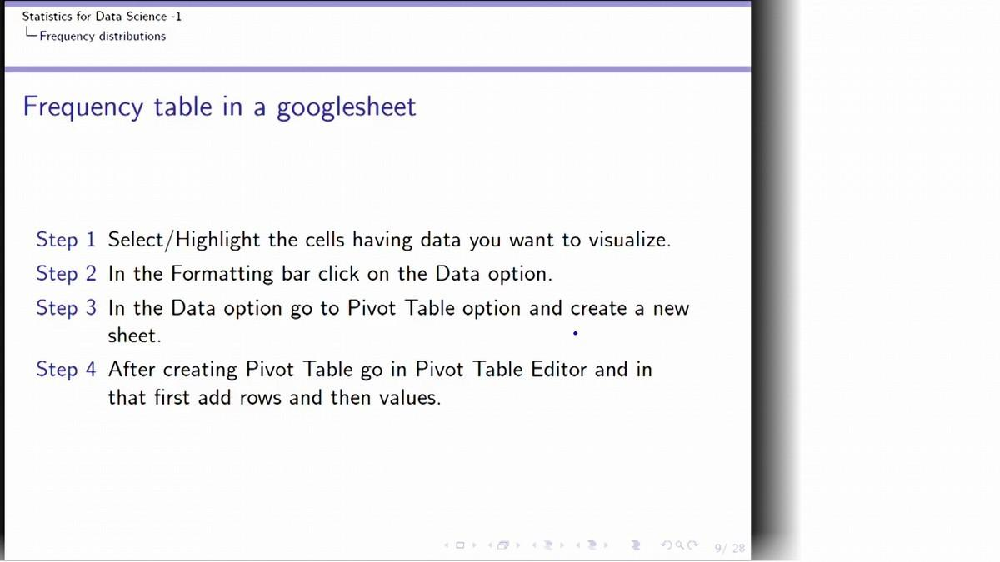 Statistics for Data Science -1
Frequency distributions
Frequency table in a googlesheet
Step 1 Select/Highlight the cells having data you want to visualize.
Step 2 In the Formatting bar click on the Data option.
Step 3 In the Data option go to Pivot Table option and create a new
sheet.
Step 4 After creating Pivot Table go in Pivot Table Editor and in
that first add rows and then values.
9/ 28